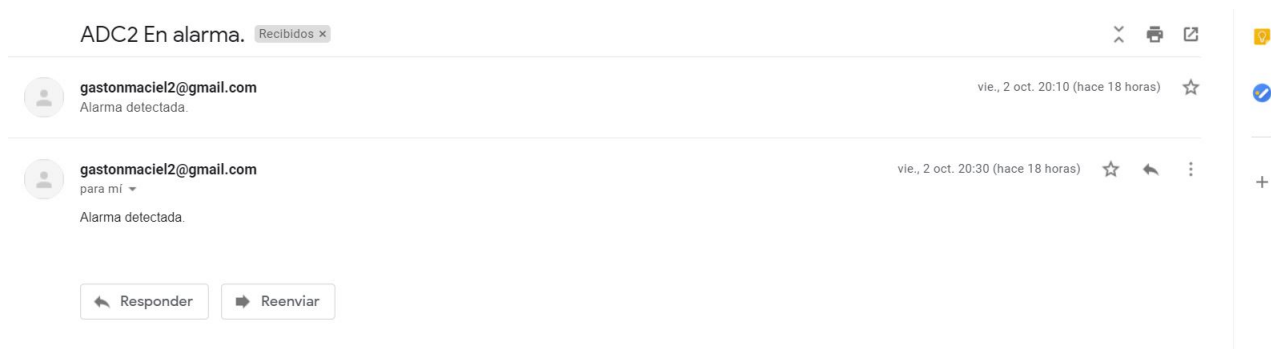 ADC2 En alarma. Recibidos ×
gastonmaciel2@gmail.com vie., 2 oct. 20:10 (hace 18 horas)
Alarma detectada.
gastonmaciel2@gmail.com vie., 2 oct. 20:30 (hace 18 horas)
para mí
Alarma detectada.
Responder Reenviar